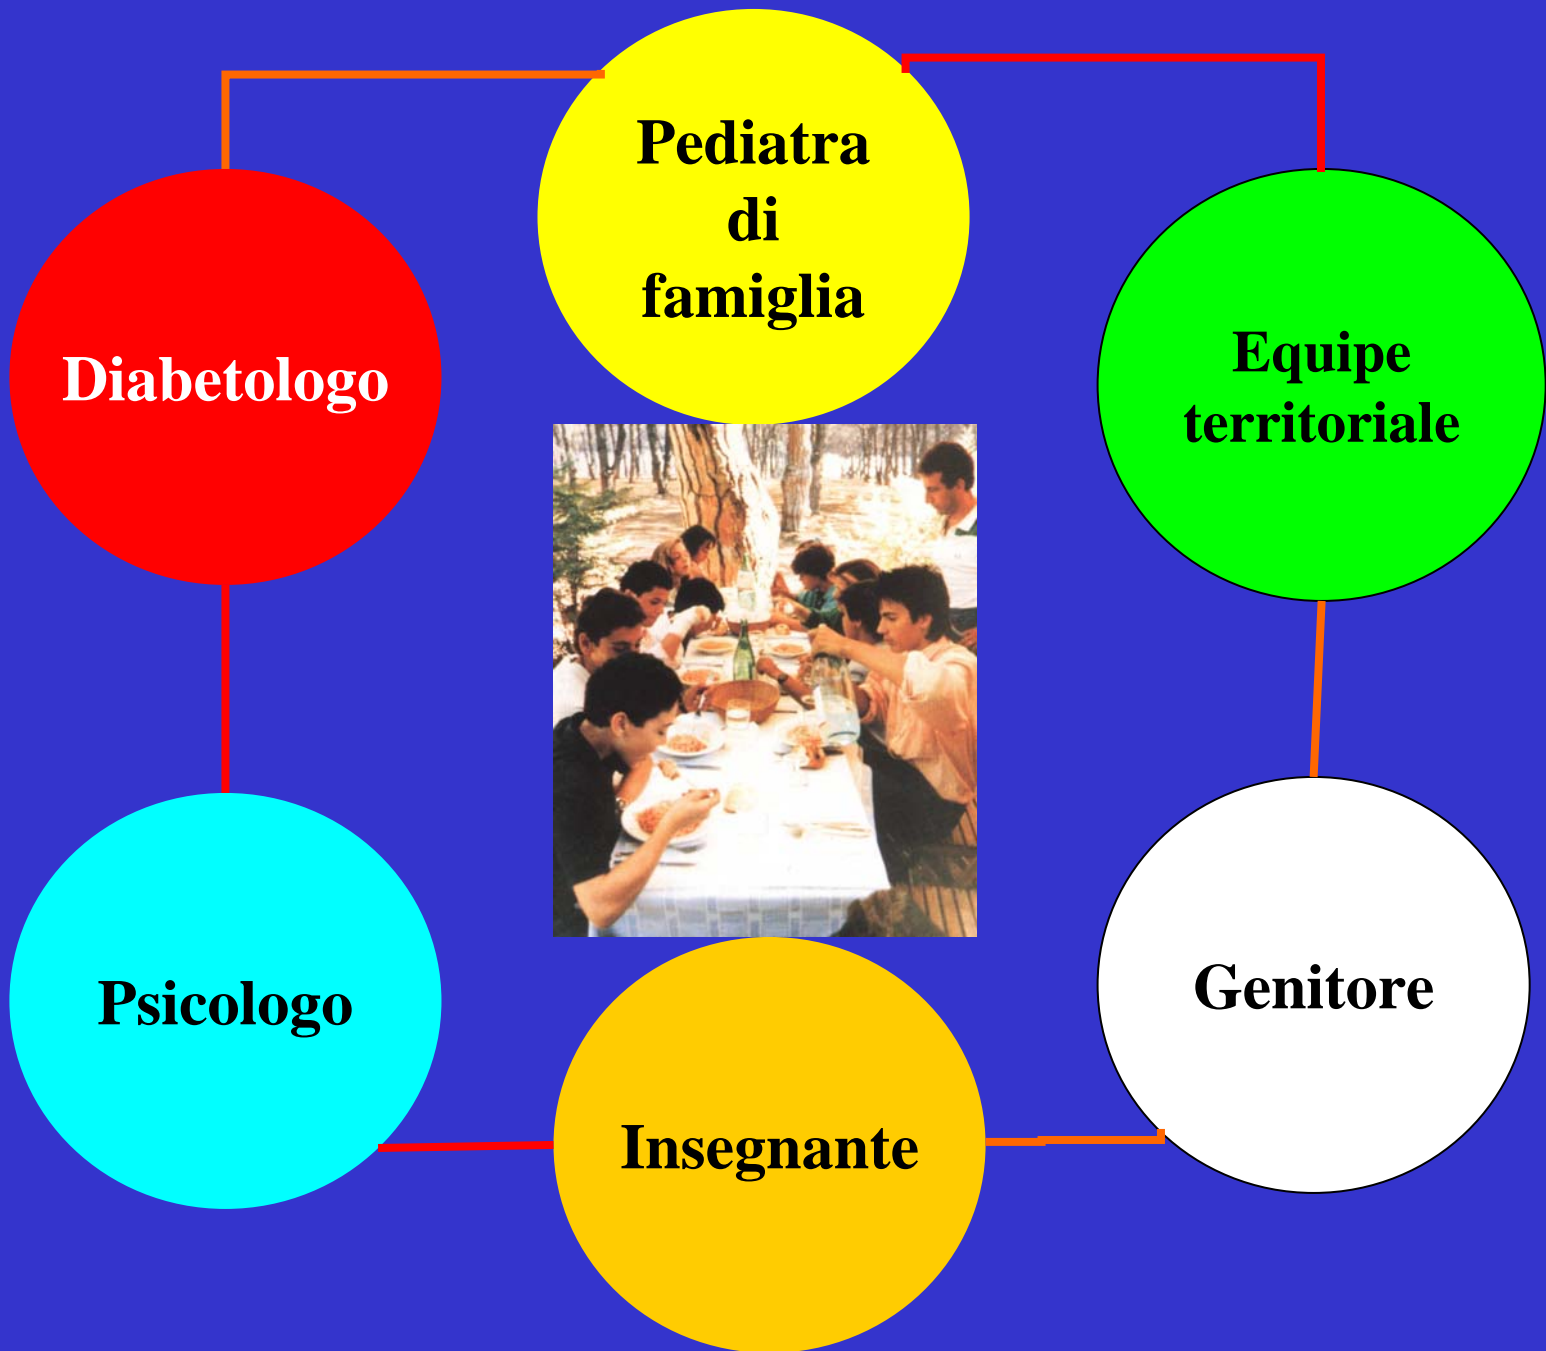 Pediatra
di
famiglia
Diabetologo
Equipe
territoriale
Psicologo
Genitore
Insegnante